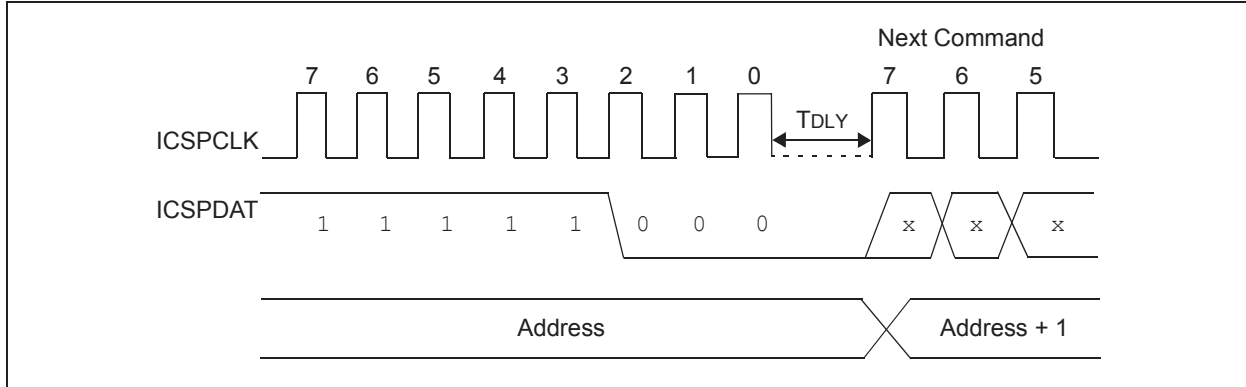 Next Command
7 6 5 4 3 2 1 0 7 6 5
TDLY
ICSPCLK
ICSPDAT
1 1 1 1 1 0 0 0 x x x
Address Address + 1